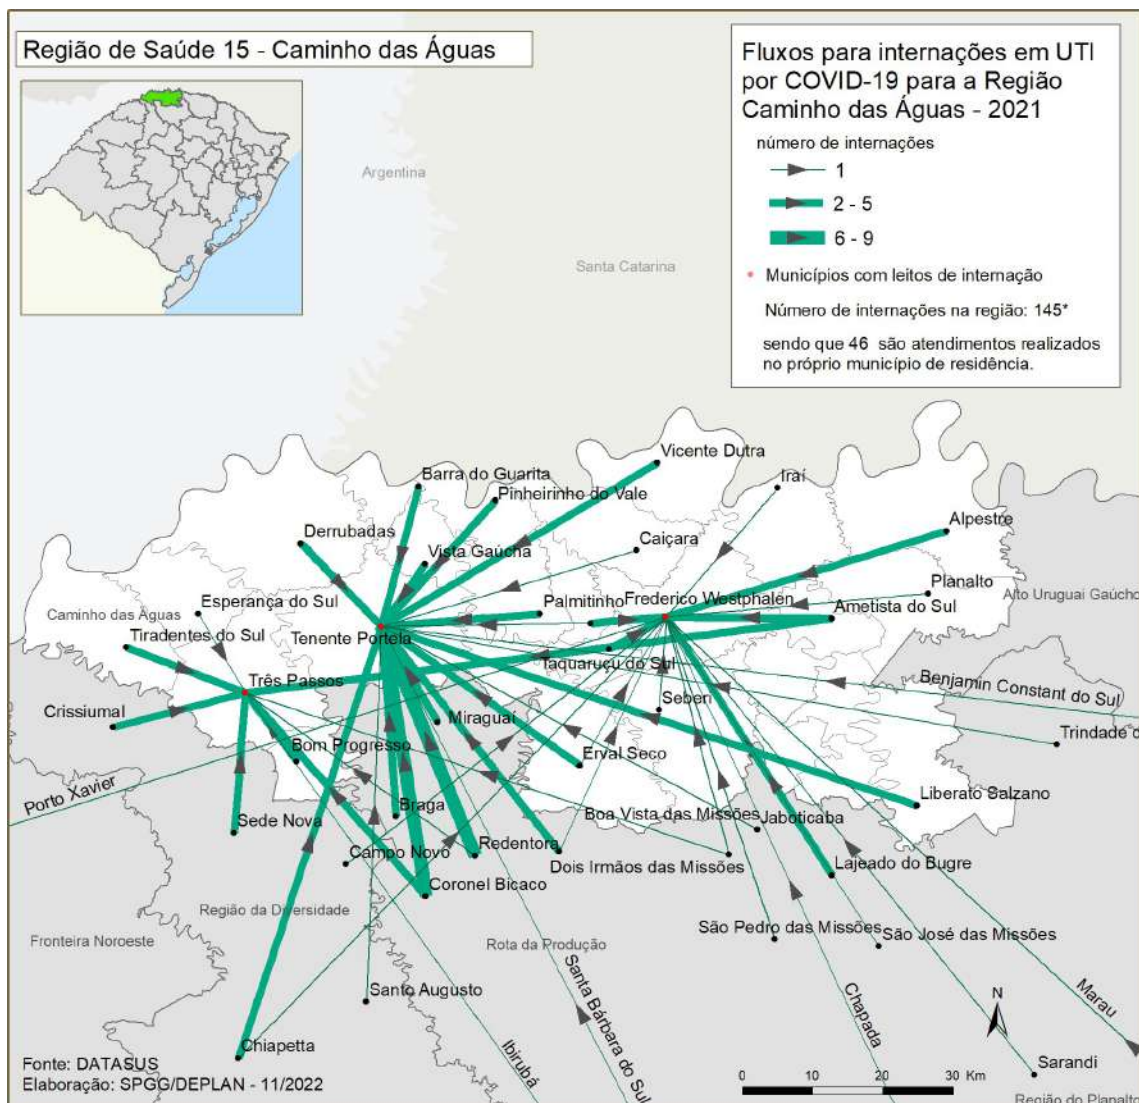 Região de Saúde 15 - Caminho das Águas
Fluxos para internações em UTI
por COVID-19 para a Região
Caminho das Águas - 2021
número de internações
1
2 - 5
6 - 9
Municípios com leitos de internação
Número de internações na região: 145*
sendo que 46 são atendimentos realizados
no próprio município de residência.
Argentina
Santa Catarina
Vicente Dutra
Barra do Guarita
Iraí
Pinheirinho do Vale
Alpestre
Derrubadas
Vista Gaúcha
Caiçara
Planalto
Alto Uruguai Gaúcho
Esperança do Sul
Palmitinho
Frederico Westphalen
Ametista do Sul
Caminho das Águas
Tiradentes do Sul
Tenente Portela
Taquaruçu do Sul
Três Passos
Benjamin Constant do Sul
Seberi
Crissiumal
Miraguaí
Trindade d
Bom Progresso
Erval Seco
Porto Xavier
Liberato Salzano
Braga
Boa Vista das Missões
Jaboticaba
Sede Nova
Redentora
Campo Novo
Dois Irmãos das Missões
Lajeado do Bugre
Coronel Bicaco
Região da Diversidade
São Pedro das Missões
São José das Missões
Fronteira Noroeste
Rota da Produção
Santo Augusto
Santa Bárbara do Sul
Chapada
Marau
N
Ibirubá
Chiapetta
Sarandi
Fonte: DATASUS
Elaboração: SPGG/DEPLAN - 11/2022
0 10 20 30 Km
Região do Planalto